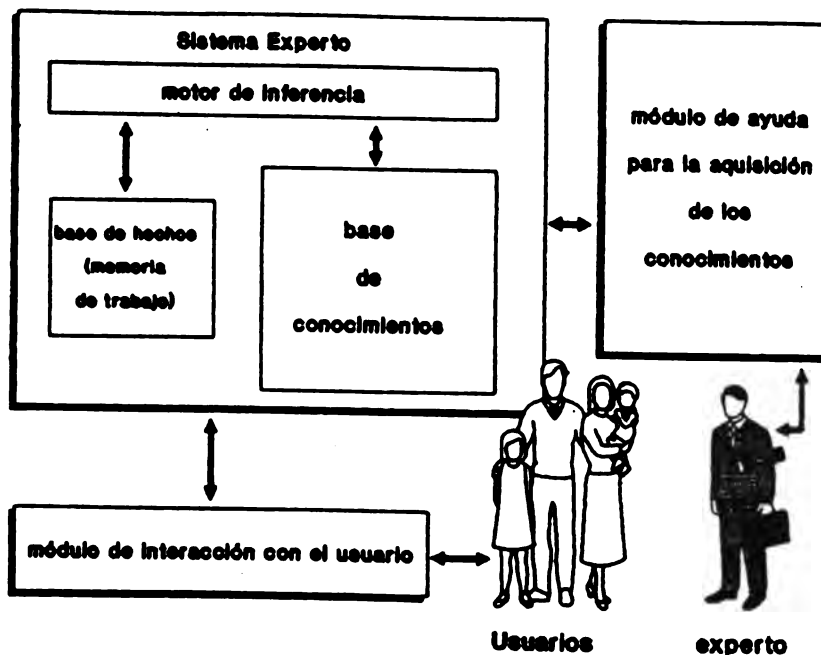 Sistema Experto
motor de inferencia
base de hechos
(memoria
de trabajo)
base
de
conocimientos
módulo de ayuda
para la aquisición
de los
conocimientos
módulo de interacción con el usuario
Usuarios
experto